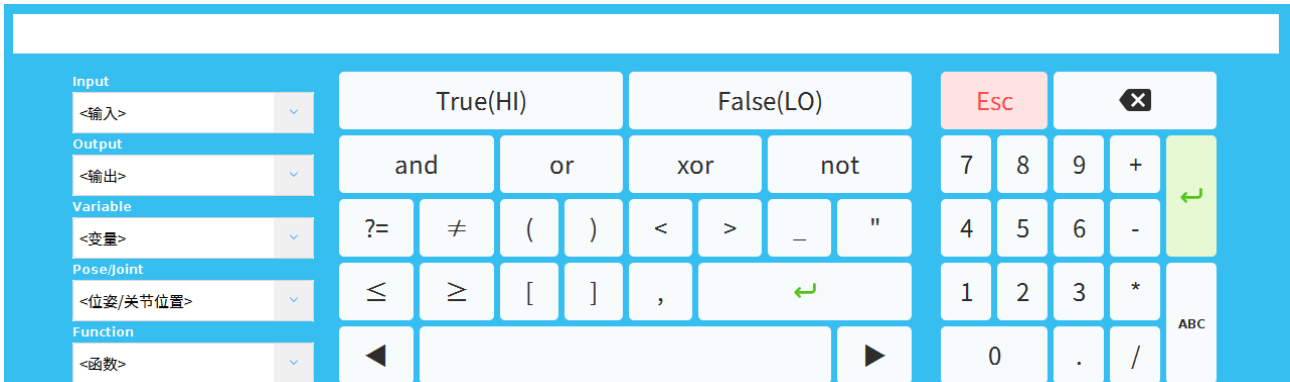 Input
<输入>
Output
<输出>
Variable
<变量>
Pose/Joint
<位姿/关节位置>
Function
<函数>
True(HI) False(LO)
and or xor not
?= ≠ ( ) < > _ "
≤ ≥ [ ] ,
Esc
7 8 9 +
4 5 6 -
1 2 3 *
ABC
0 . /